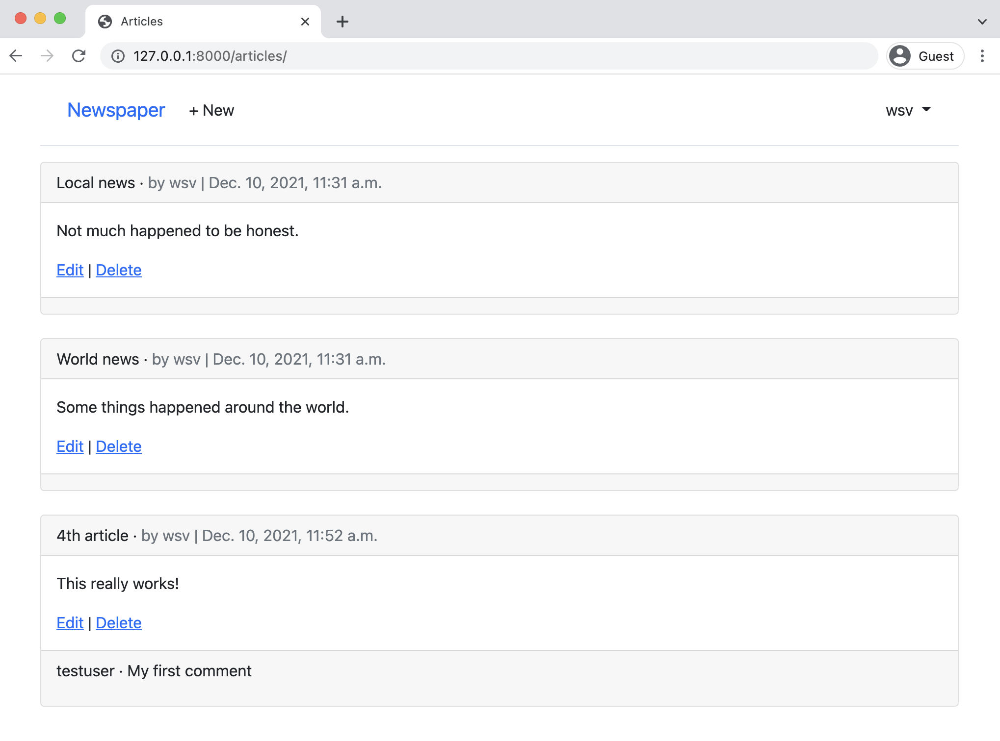 Articles
127.0.0.1:8000/articles/
Guest
Newspaper + New wsv
Local news · by wsv | Dec. 10, 2021, 11:31 a.m.
Not much happened to be honest.
Edit | Delete
World news · by wsv | Dec. 10, 2021, 11:31 a.m.
Some things happened around the world.
Edit | Delete
4th article · by wsv | Dec. 10, 2021, 11:52 a.m.
This really works!
Edit | Delete
testuser · My first comment